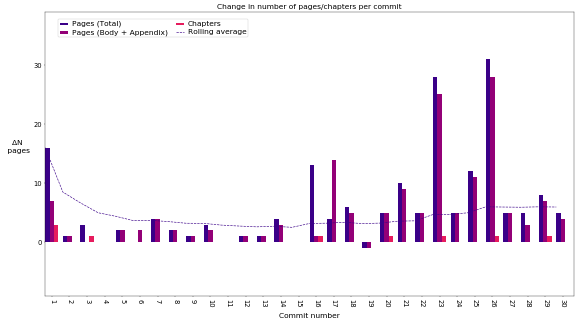 Change in number of pages/chapters per commit
Pages (Total)
Pages (Body + Appendix)
Chapters
Rolling average
30
20
10
0
ΔN
pages
1 2 3 4 5 6 7 8 9 10 11 12 13 14 15 16 17 18 19 20 21 22 23 24 25 26 27 28 29 30
Commit number